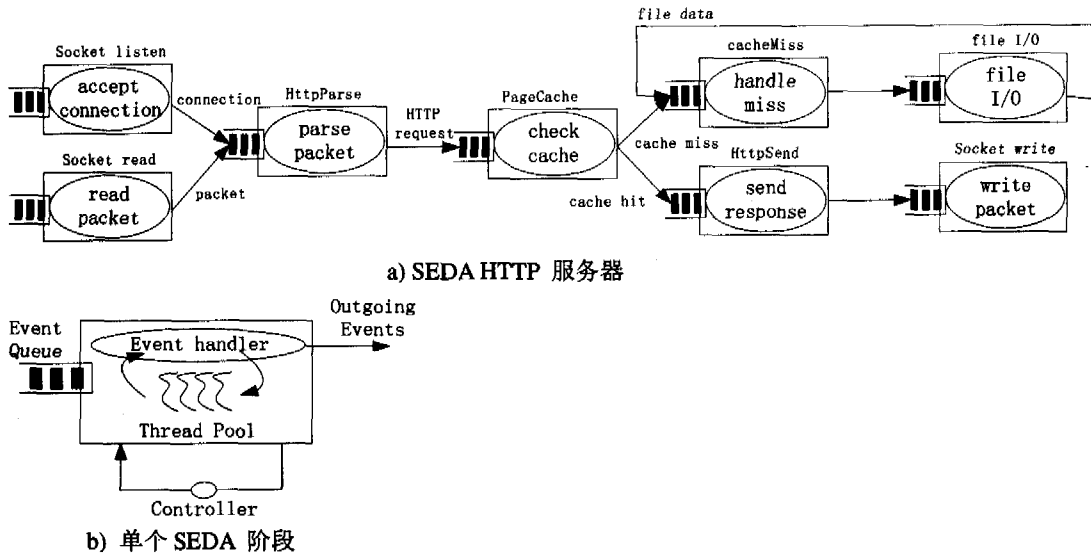 file data
Socket listen
accept
connection
connection
Socket read
read
packet
packet
HttpParse
parse
packet
HTTP
request
PageCache
check
cache
cache miss
cache hit
cacheMiss
handle
miss
file I/O
file
I/O
HttpSend
send
response
Socket write
write
packet
a) SEDA HTTP 服务器
Event
Queue
Event handler
Thread Pool
Outgoing
Events
Controller
b) 单个 SEDA 阶段